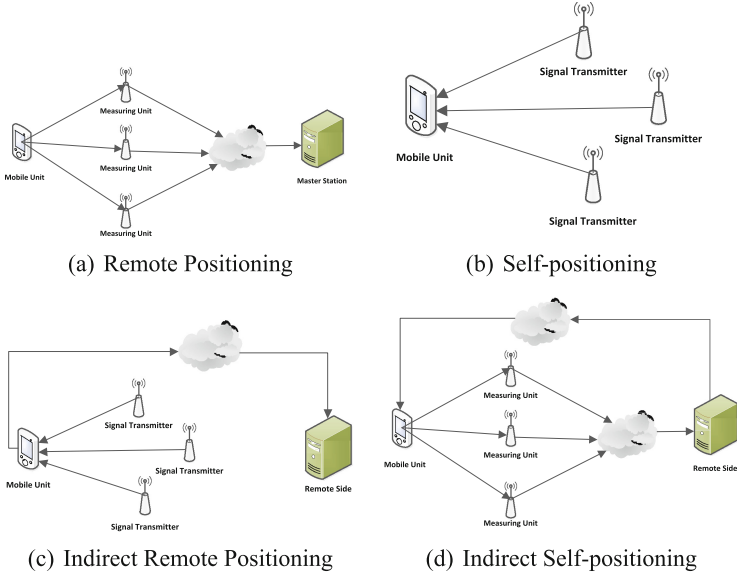 Measuring Unit
Measuring Unit
Mobile Unit
Master Station
Measuring Unit
(a) Remote Positioning
Signal Transmitter
Signal Transmitter
Mobile Unit
Signal Transmitter
(b) Self-positioning
Signal Transmitter
Signal Transmitter
Mobile Unit
Remote Side
Signal Transmitter
(c) Indirect Remote Positioning
Measuring Unit
Measuring Unit
Mobile Unit
Remote Side
Measuring Unit
(d) Indirect Self-positioning